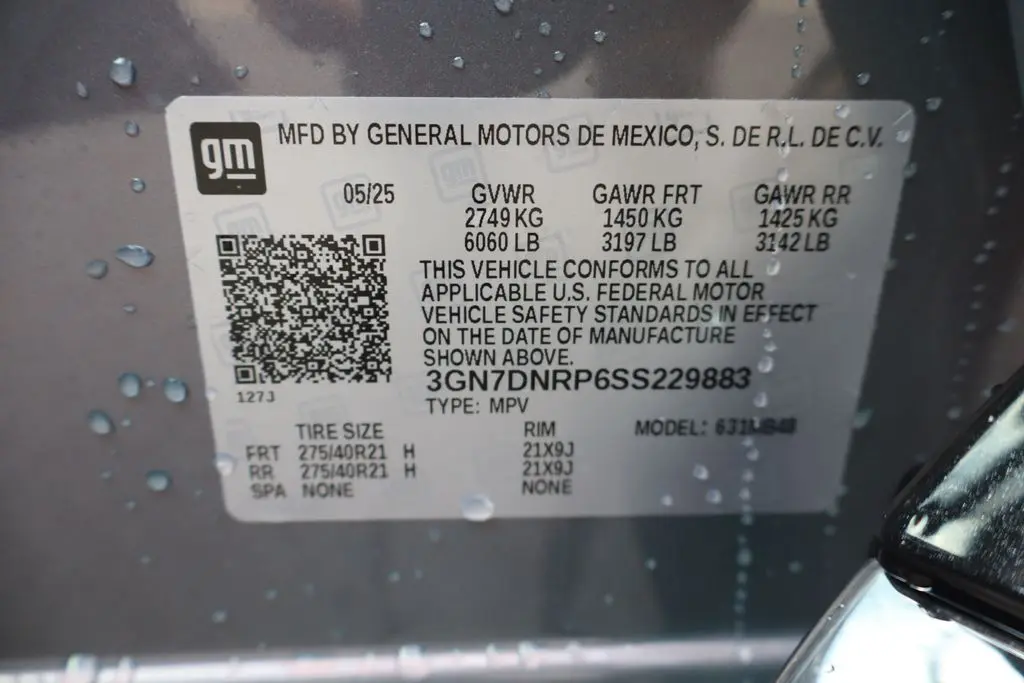 gm
MFD BY GENERAL MOTORS DE MEXICO, S. DE R.L. DE C.V.
05/25 GVWR GAWR FRT GAWR RR
2749 KG 1450 KG 1425 KG
6060 LB 3197 LB 3142 LB
THIS VEHICLE CONFORMS TO ALL
APPLICABLE U.S. FEDERAL MOTOR
VEHICLE SAFETY STANDARDS IN EFFECT
ON THE DATE OF MANUFACTURE
SHOWN ABOVE.
3GN7DNRP6SS229883
127J
TYPE: MPV
TIRE SIZE RIM MODEL:
FRT 275/40R21 H 21X9J
RR 275/40R21 H 21X9J
SPA NONE NONE